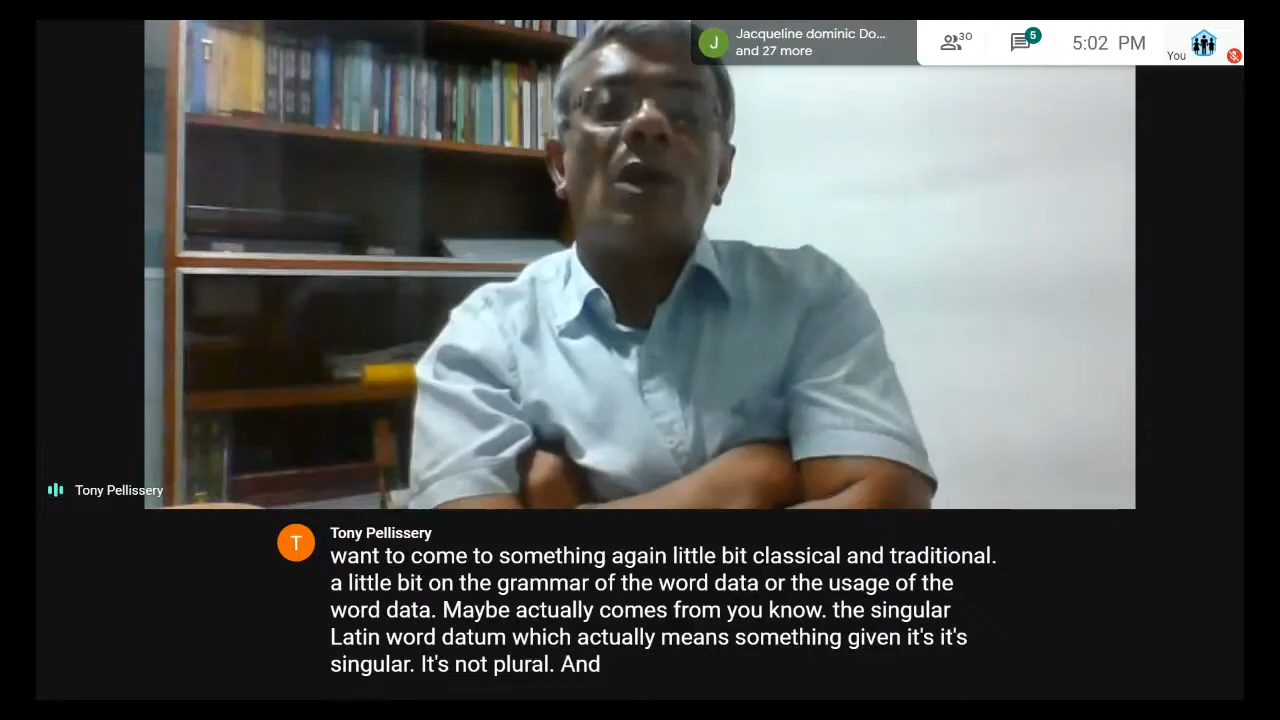 J
Jacqueline dominic Do...
and 27 more
30
5
5:02 PM
You
Tony Pellissery
T
Tony Pellissery
want to come to something again little bit classical and traditional.
a little bit on the grammar of the word data or the usage of the
word data. Maybe actually comes from you know. the singular
Latin word datum which actually means something given it's it's
singular. It's not plural. And